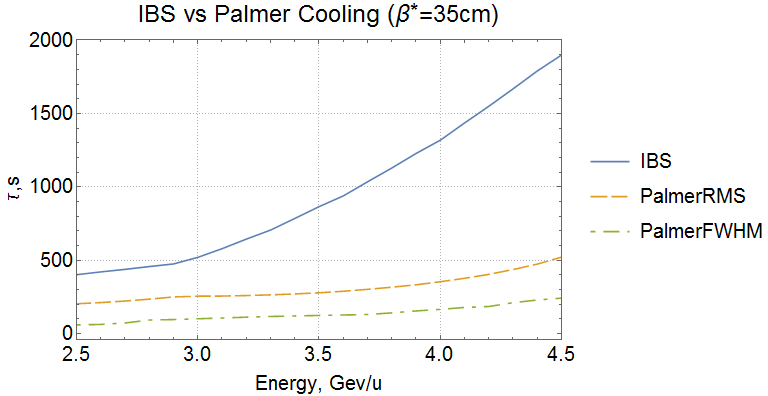 IBS vs Palmer Cooling (β*=35cm)
2000
1500
1000
500
0
τ,s
2.5 3.0 3.5 4.0 4.5
Energy, Gev/u
IBS
PalmerRMS
PalmerFWHM